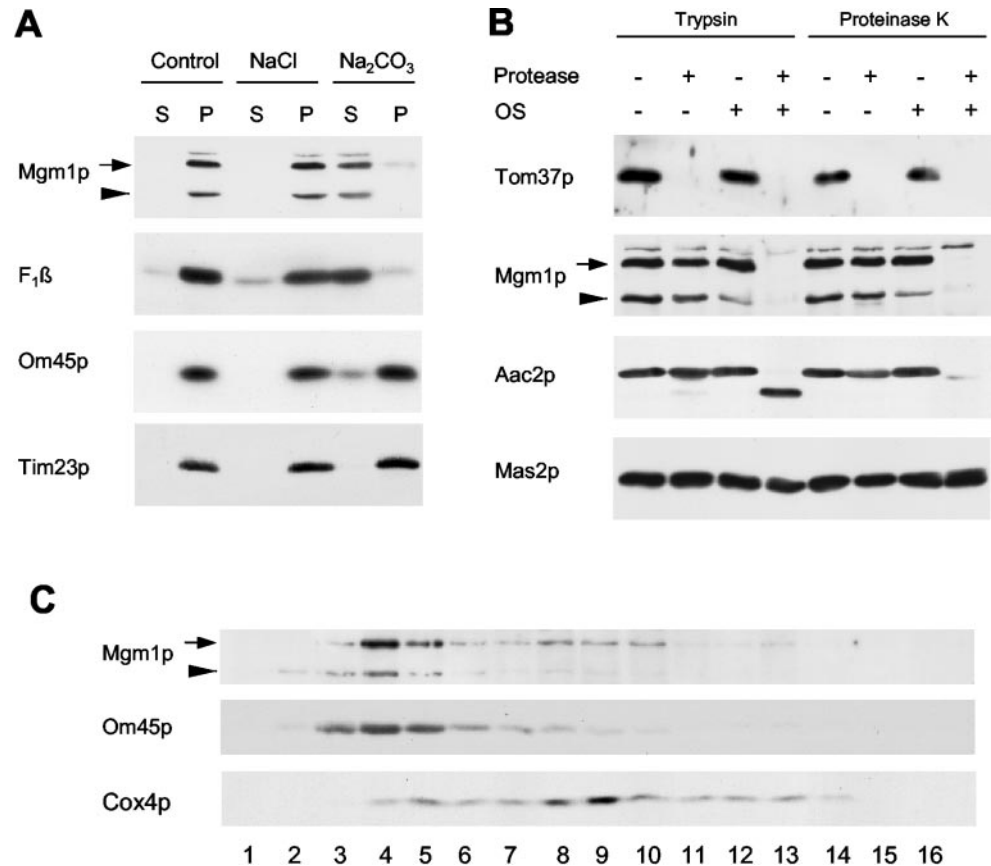 A
Control NaCl Na₂CO₃
S P S P S P
Mgm1p
F₁ß
Om45p
Tim23p
B
Trypsin Proteinase K
Protease - + - + - + - +
OS - - + + - - + +
Tom37p
Mgm1p
Aac2p
Mas2p
C
Mgm1p
Om45p
Cox4p
1 2 3 4 5 6 7 8 9 10 11 12 13 14 15 16